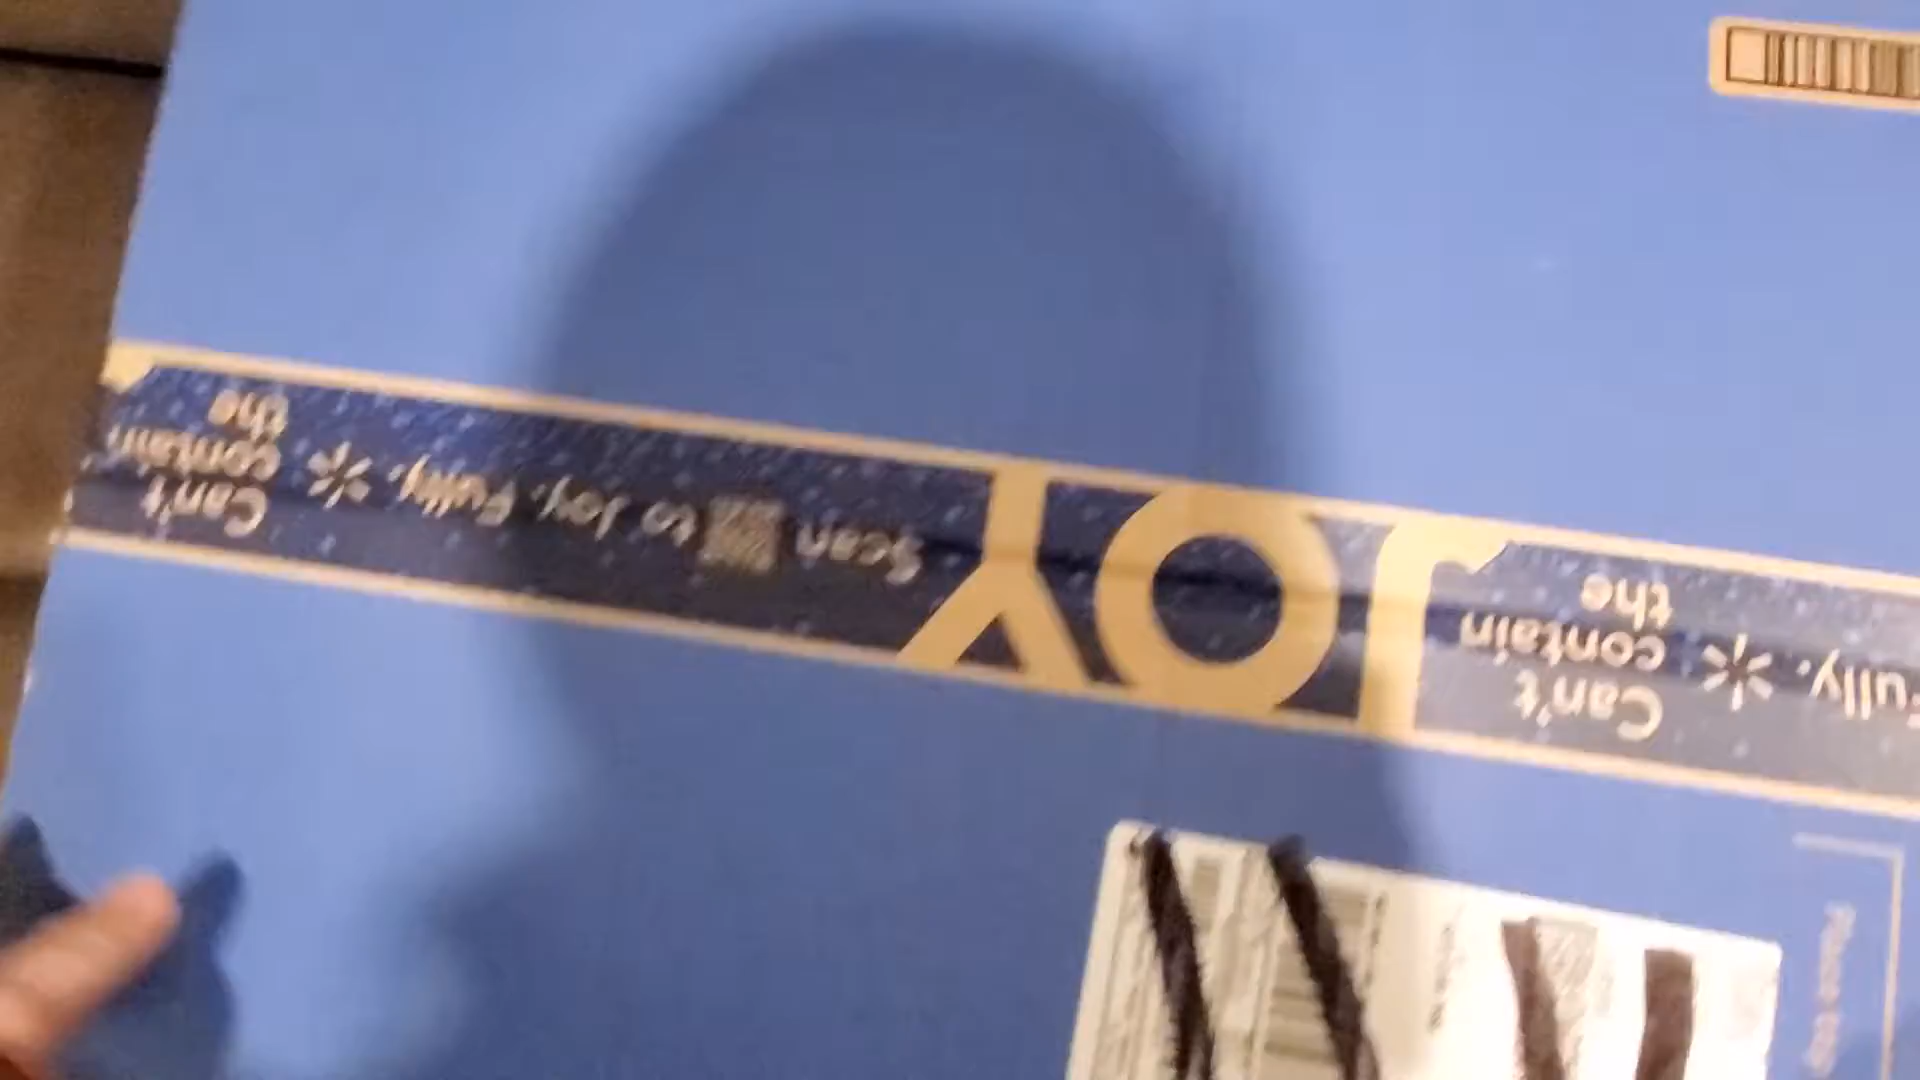 Can't
contain
the
JOY
Scan to Joy. Fully.
Can't
contain
the
Fully.